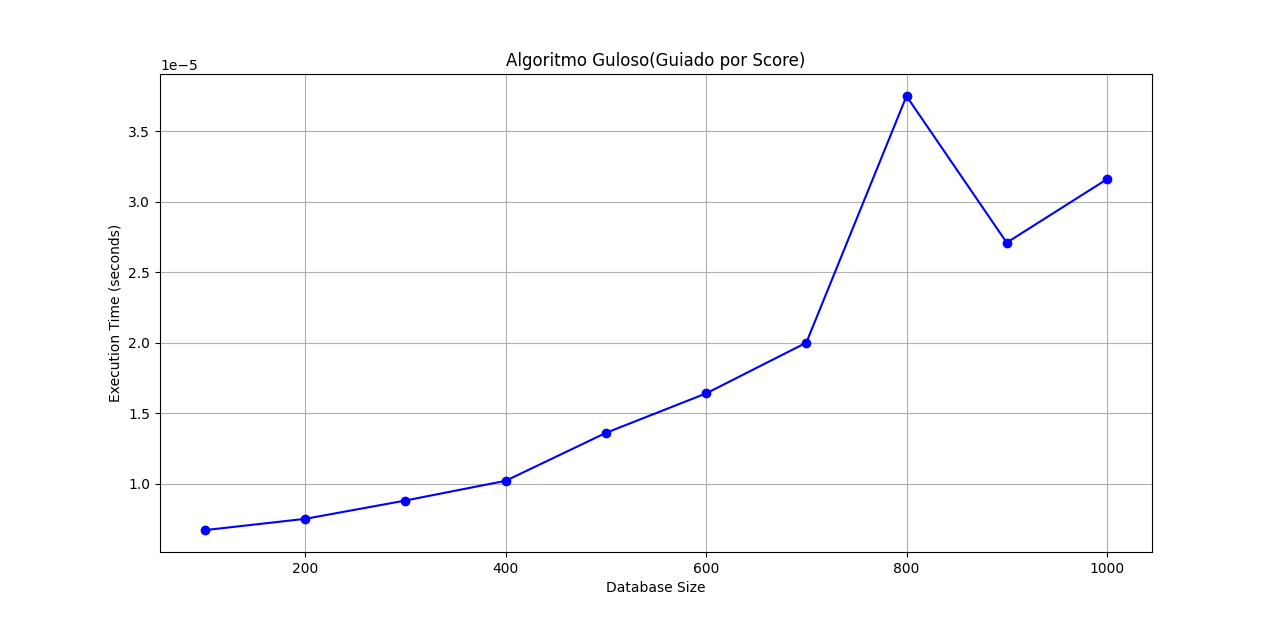 Algoritmo Guloso(Guiado por Score)
1e−5
3.5
3.0
2.5
2.0
1.5
1.0
Execution Time (seconds)
200 400 600 800 1000
Database Size